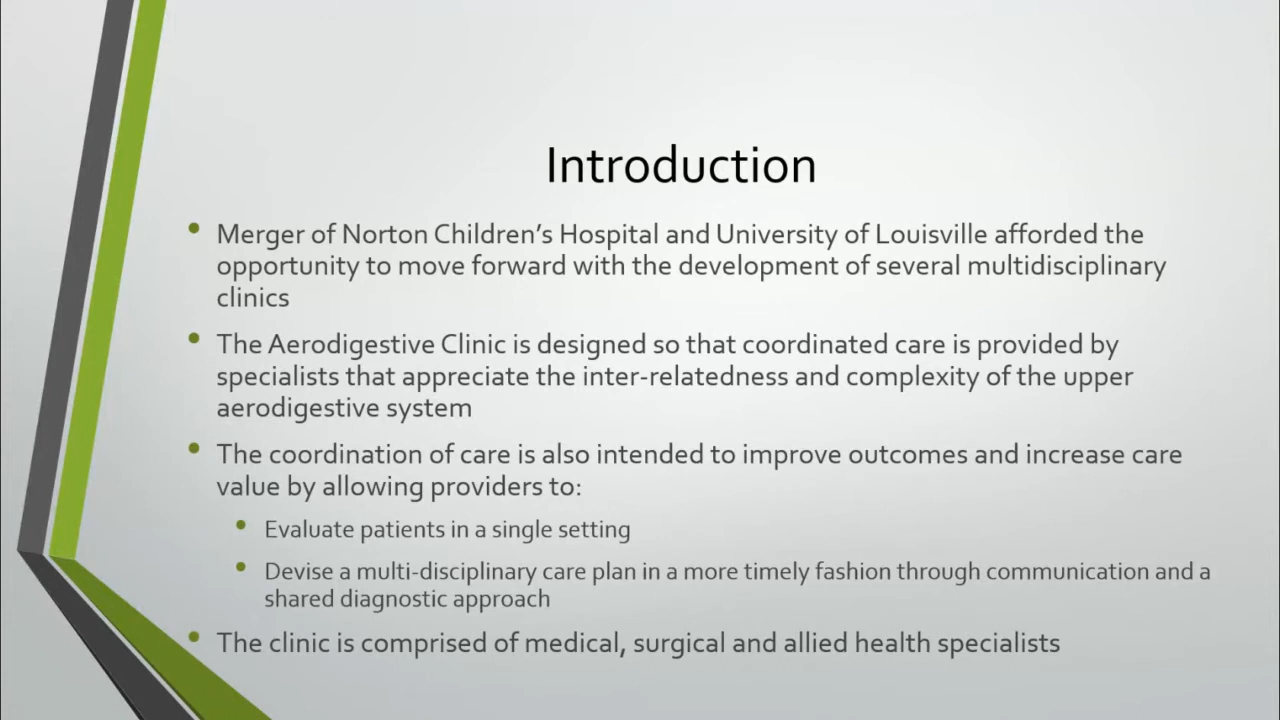 Introduction
• Merger of Norton Children’s Hospital and University of Louisville afforded the
opportunity to move forward with the development of several multidisciplinary
clinics
• The Aerodigestive Clinic is designed so that coordinated care is provided by
specialists that appreciate the inter-relatedness and complexity of the upper
aerodigestive system
• The coordination of care is also intended to improve outcomes and increase care
value by allowing providers to:
• Evaluate patients in a single setting
• Devise a multi-disciplinary care plan in a more timely fashion through communication and a
shared diagnostic approach
• The clinic is comprised of medical, surgical and allied health specialists